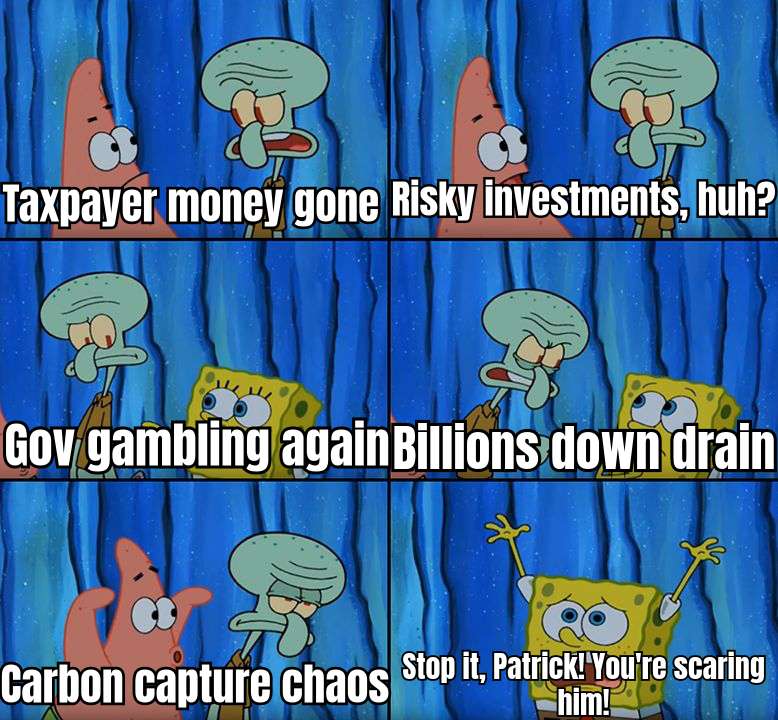 Taxpayer money gone
Risky investments, huh?
Gov gambling again
Billions down drain
Carbon capture chaos
Stop it, Patrick! You're scaring
him!